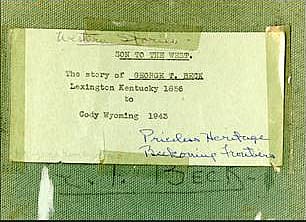 Western Stories.
SON TO THE WEST.
The story of GEORGE T. BECK
Lexington Kentucky 1856
to
Cody Wyoming 1943
Priceless Heritage
Beckoning Frontiers
G. T. BECK